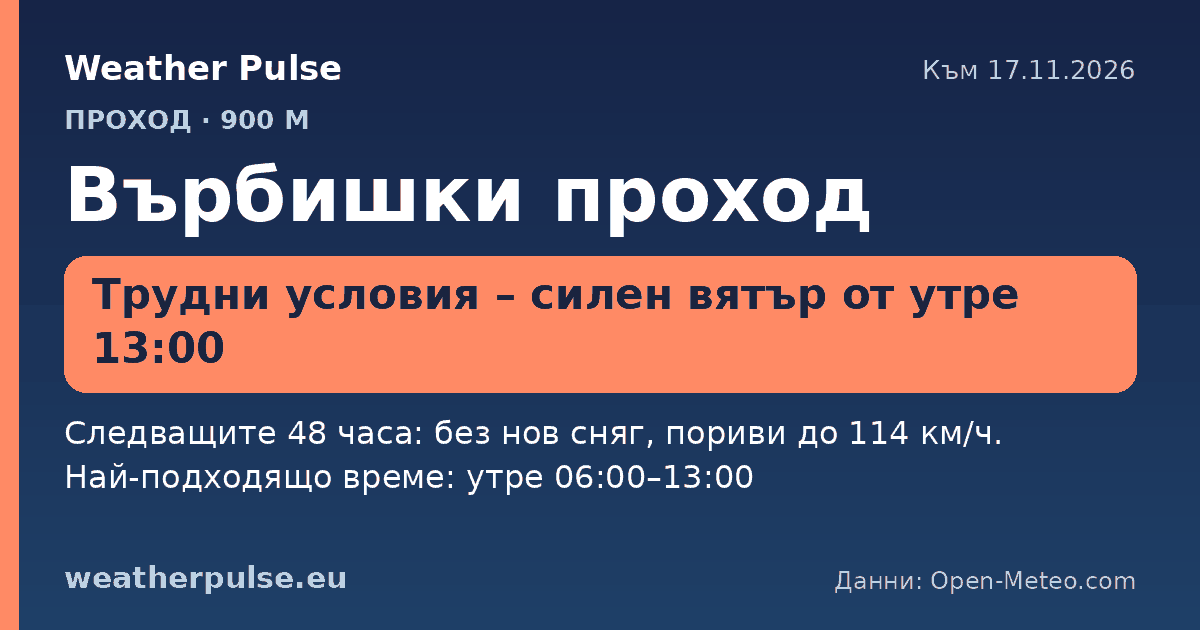 Weather Pulse
Към 17.11.2026
ПРОХОД · 900 М
Върбишки проход
Трудни условия – силен вятър от утре
13:00
Следващите 48 часа: без нов сняг, пориви до 114 км/ч.
Най-подходящо време: утре 06:00–13:00
weatherpulse.eu
Данни: Open-Meteo.com